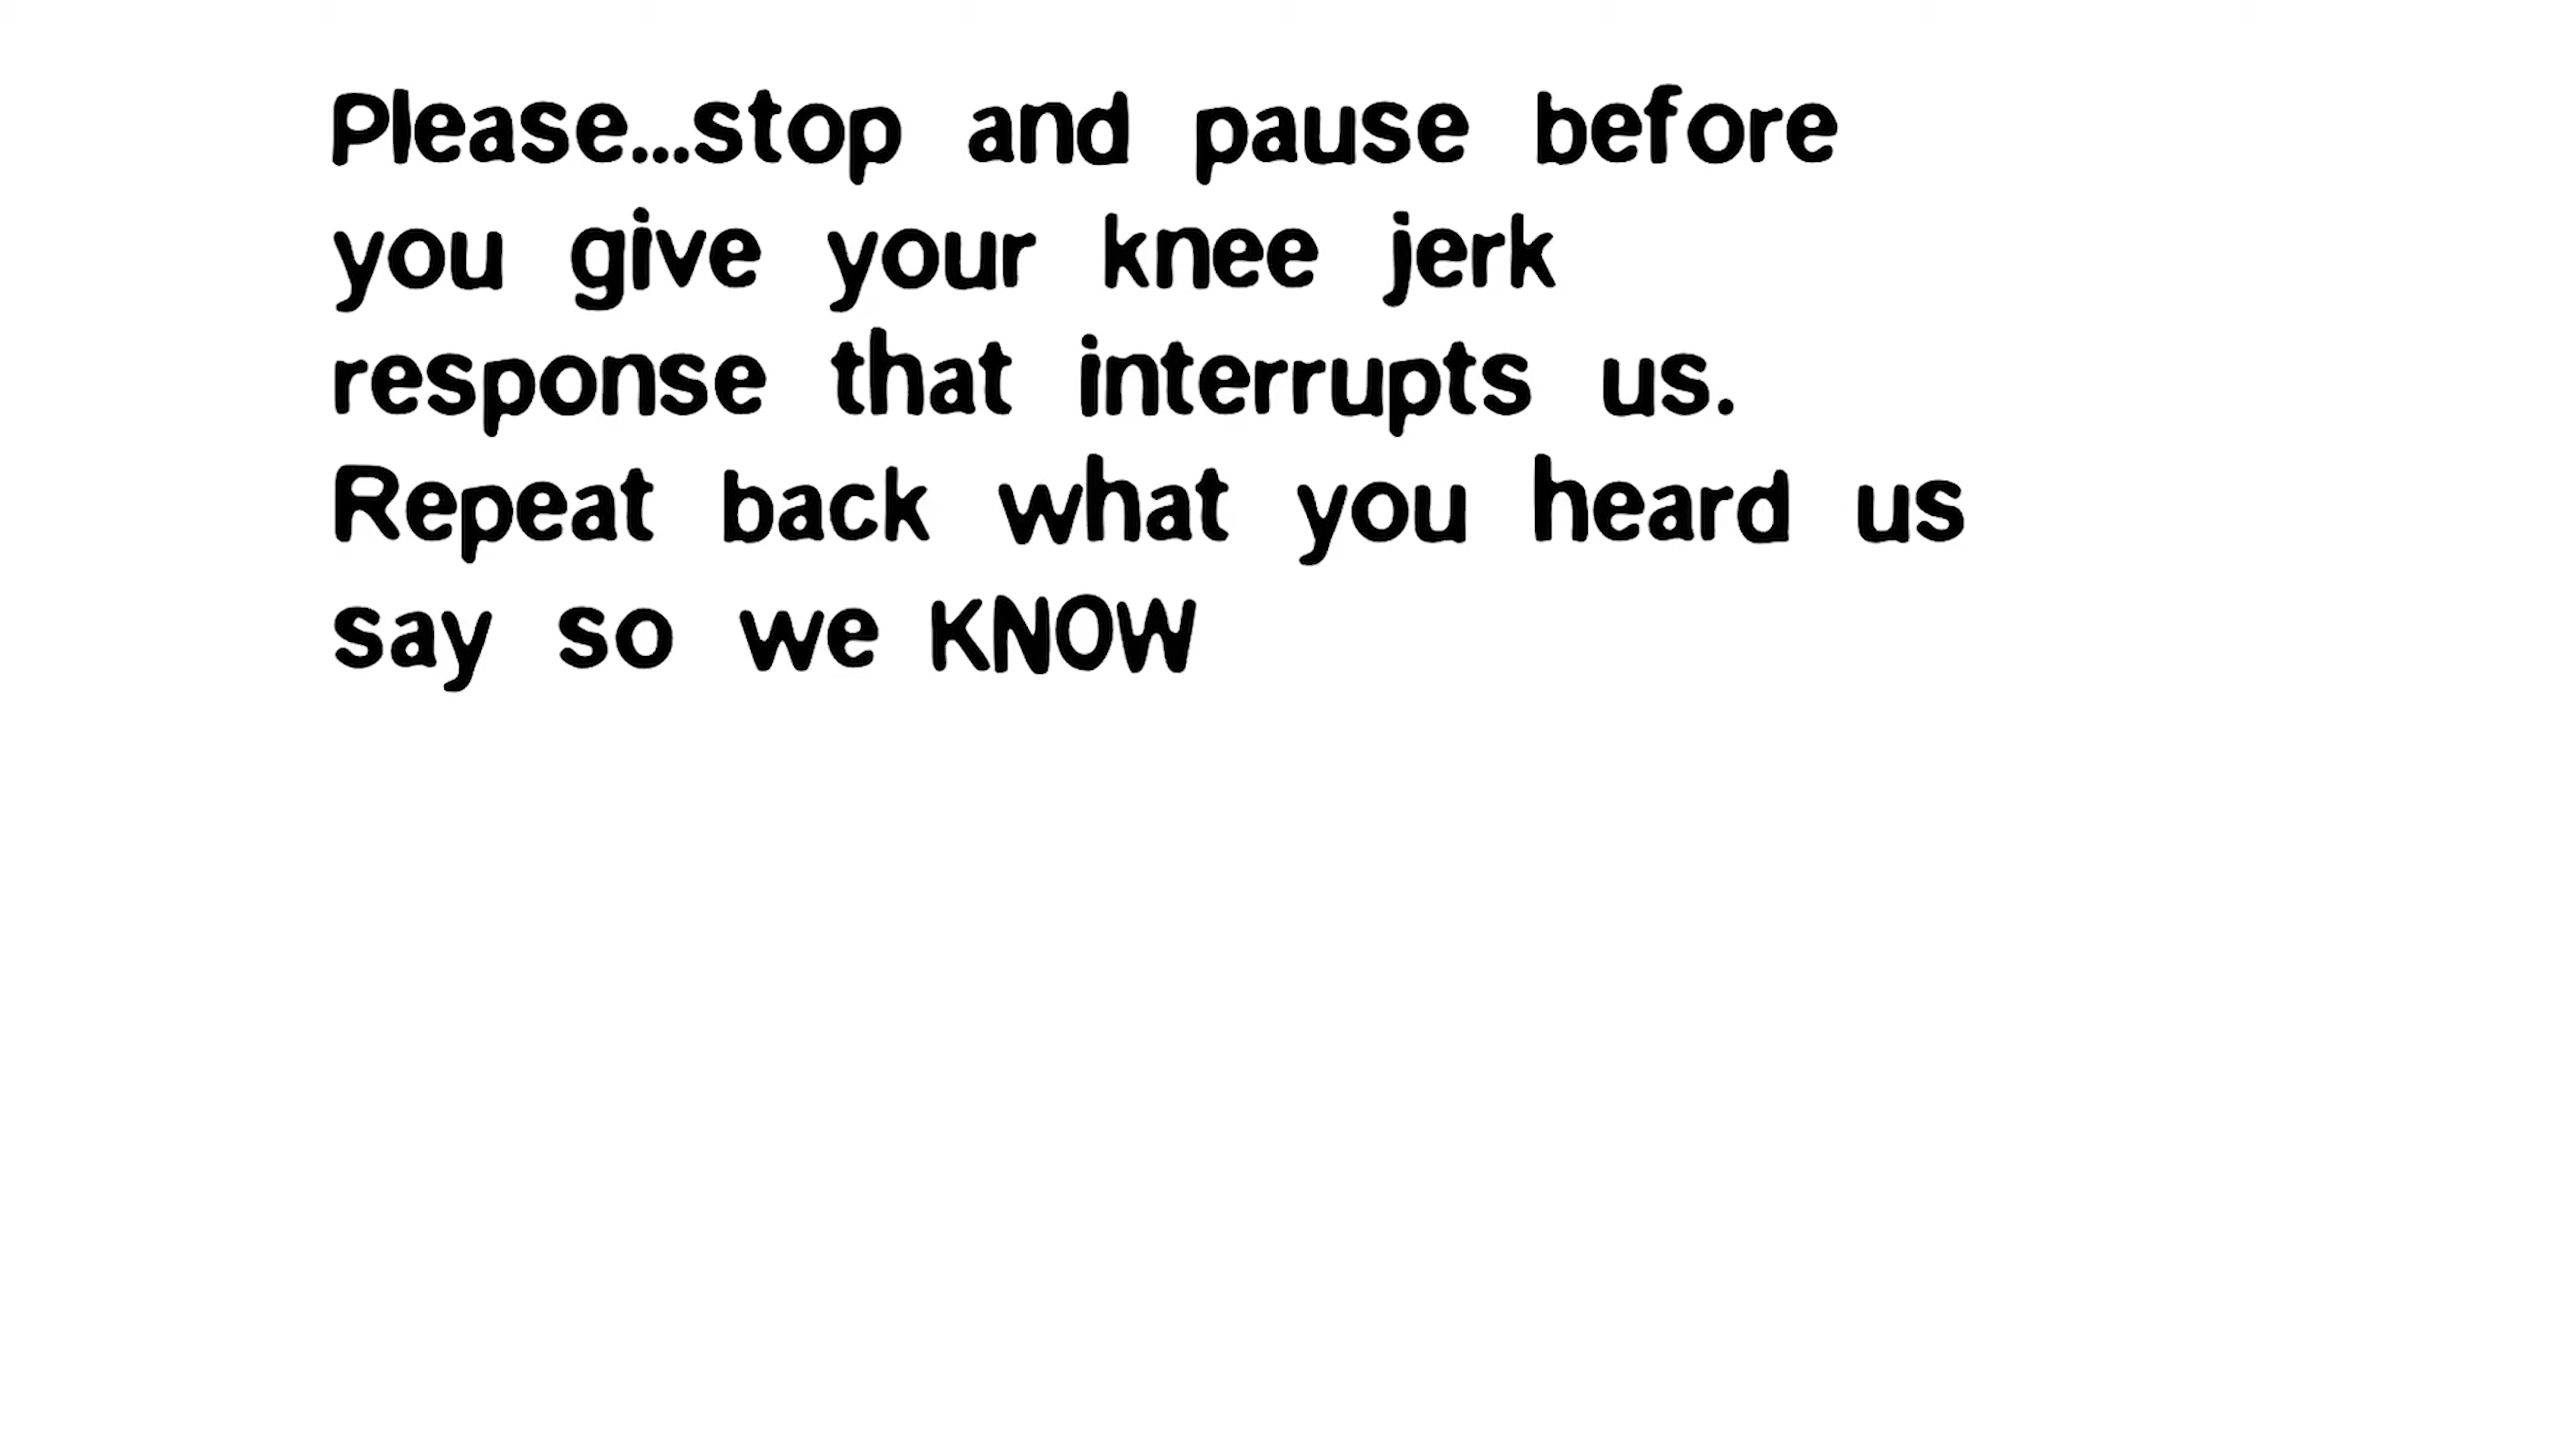 Please...stop and pause before
you give your knee jerk
response that interrupts us.
Repeat back what you heard us
say so we KNOW